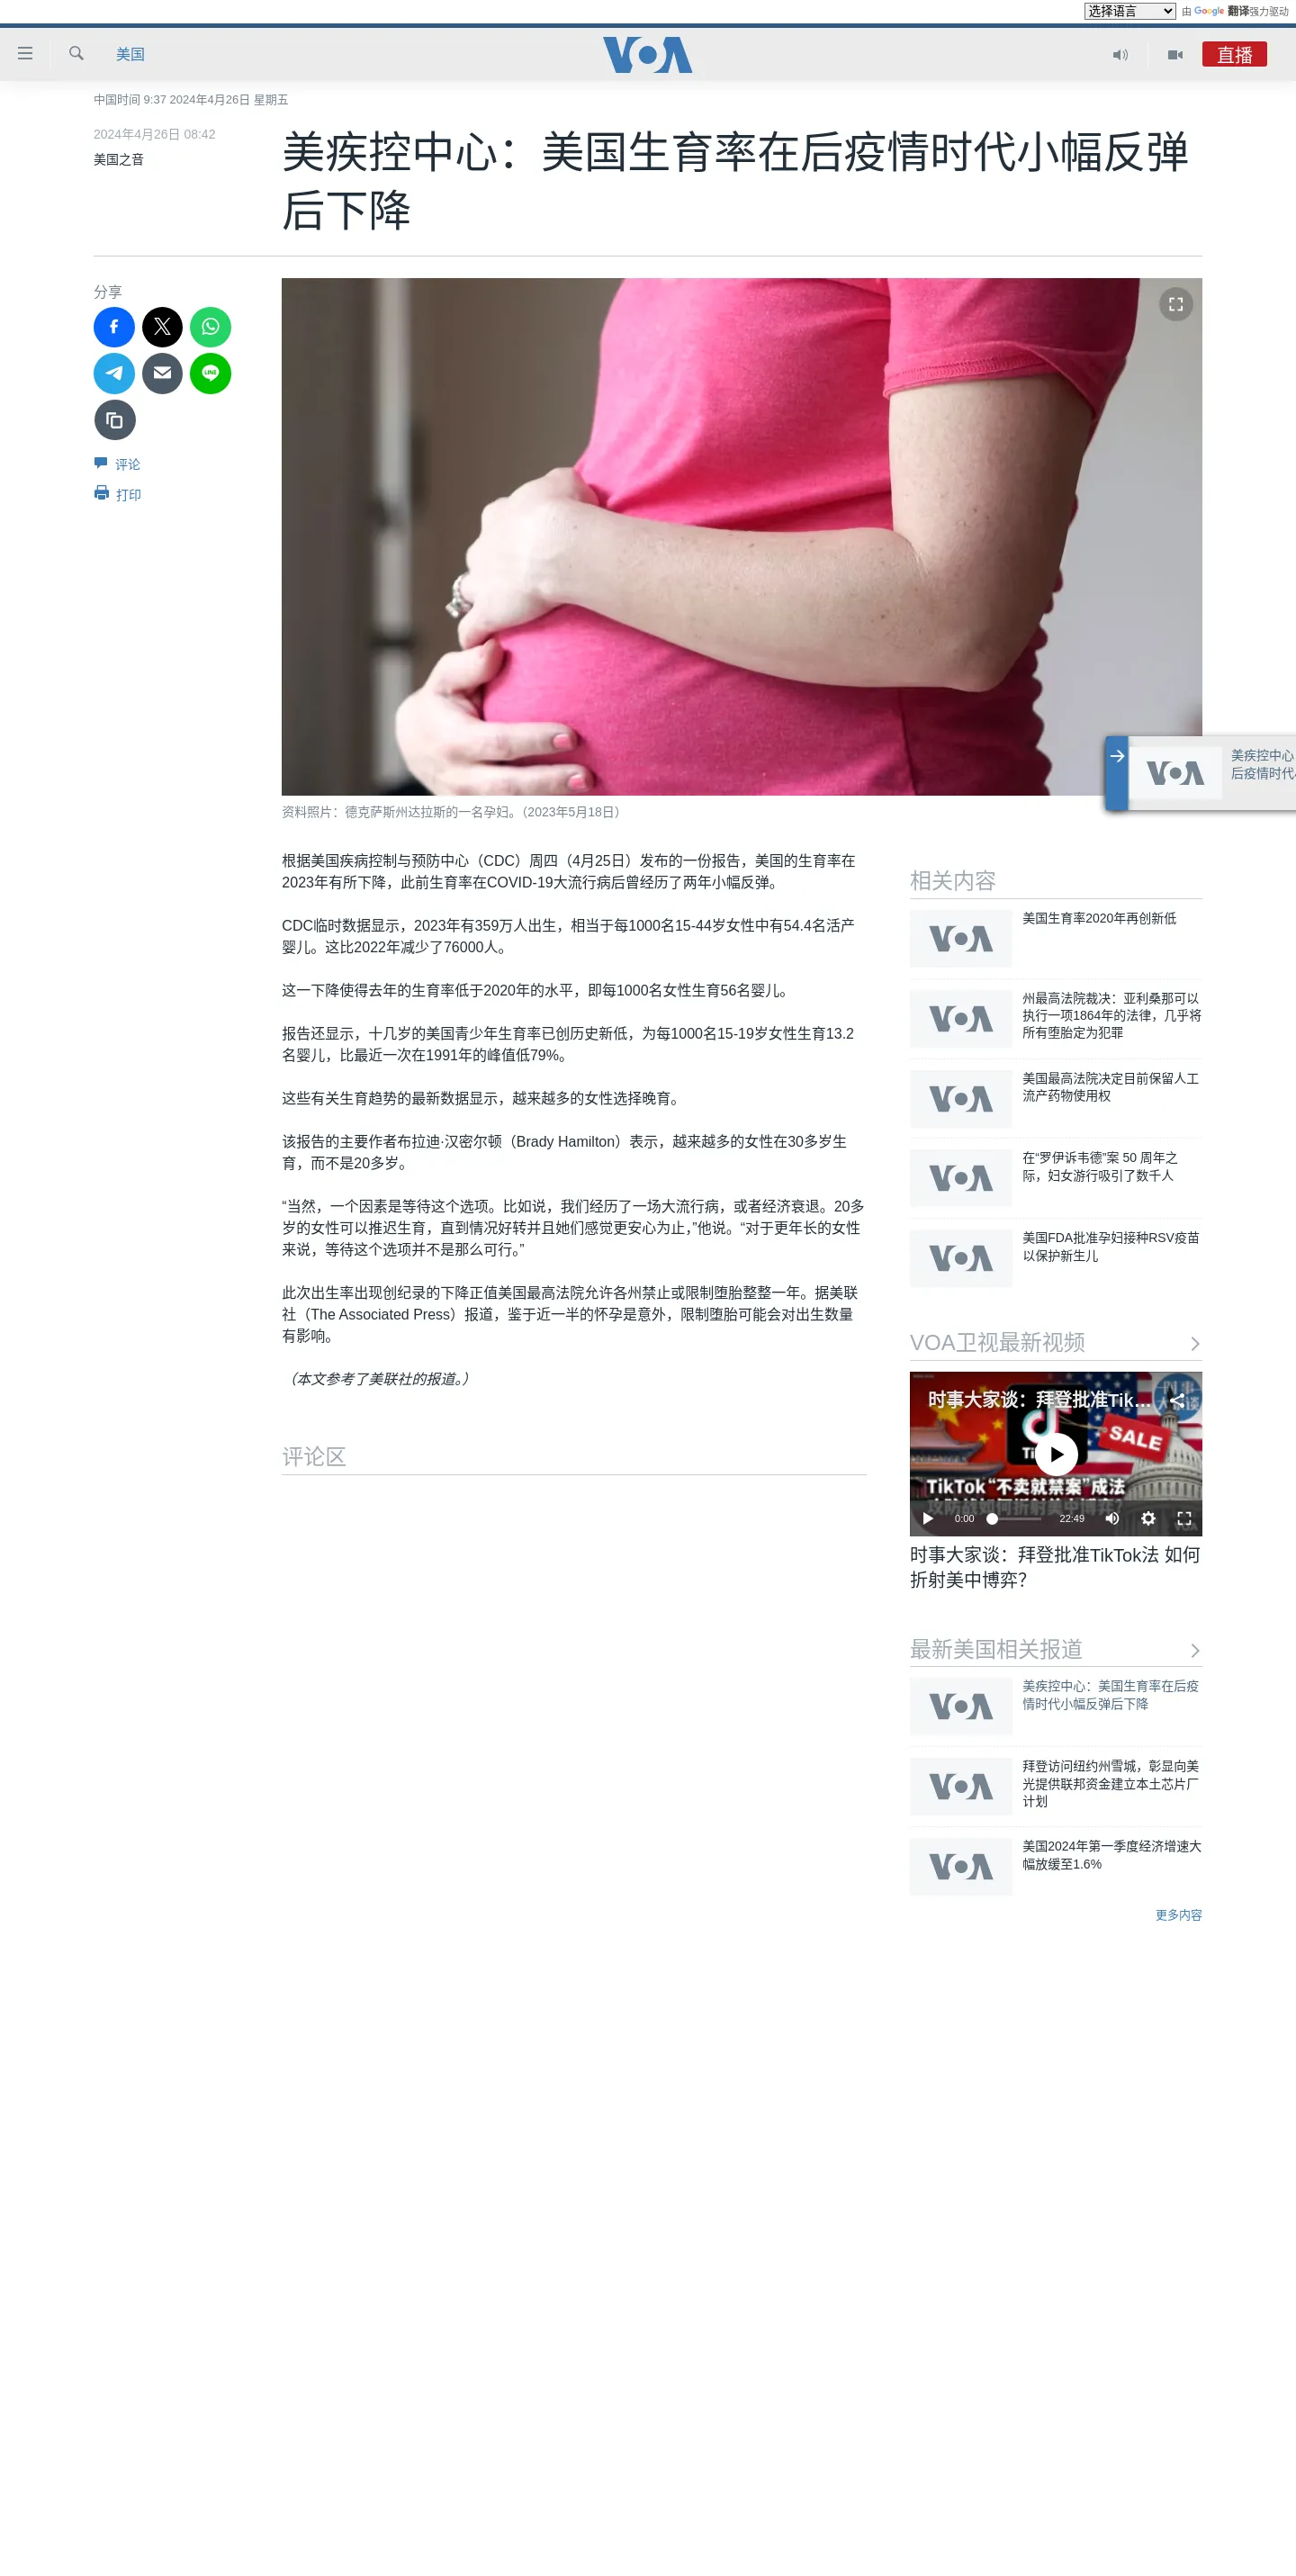 选择语言
由 Google 翻译强力驱动
美国
VOA
直播
中国时间 9:37 2024年4月26日 星期五
2024年4月26日 08:42
美国之音
美疾控中心：美国生育率在后疫情时代小幅反弹
后下降
分享
LINE
评论
打印
资料照片：德克萨斯州达拉斯的一名孕妇。（2023年5月18日）
VOA
美疾控中心
后疫情时代
根据美国疾病控制与预防中心（CDC）周四（4月25日）发布的一份报告，美国的生育率在
2023年有所下降，此前生育率在COVID-19大流行病后曾经历了两年小幅反弹。
CDC临时数据显示，2023年有359万人出生，相当于每1000名15-44岁女性中有54.4名活产
婴儿。这比2022年减少了76000人。
这一下降使得去年的生育率低于2020年的水平，即每1000名女性生育56名婴儿。
报告还显示，十几岁的美国青少年生育率已创历史新低，为每1000名15-19岁女性生育13.2
名婴儿，比最近一次在1991年的峰值低79%。
这些有关生育趋势的最新数据显示，越来越多的女性选择晚育。
该报告的主要作者布拉迪·汉密尔顿（Brady Hamilton）表示，越来越多的女性在30多岁生
育，而不是20多岁。
“当然，一个因素是等待这个选项。比如说，我们经历了一场大流行病，或者经济衰退。20多
岁的女性可以推迟生育，直到情况好转并且她们感觉更安心为止，”他说。“对于更年长的女性
来说，等待这个选项并不是那么可行。”
此次出生率出现创纪录的下降正值美国最高法院允许各州禁止或限制堕胎整整一年。据美联
社（The Associated Press）报道，鉴于近一半的怀孕是意外，限制堕胎可能会对出生数量
有影响。
（本文参考了美联社的报道。）
评论区
相关内容
VOA
美国生育率2020年再创新低
VOA
州最高法院裁决：亚利桑那可以
执行一项1864年的法律，几乎将
所有堕胎定为犯罪
VOA
美国最高法院决定目前保留人工
流产药物使用权
VOA
在“罗伊诉韦德”案 50 周年之
际，妇女游行吸引了数千人
VOA
美国FDA批准孕妇接种RSV疫苗
以保护新生儿
VOA卫视最新视频
时事大家谈：拜登批准Tik...
SALE
TikTok“不卖就禁案”成法
攻防战如何折射美中博弈？
0:00
22:49
时事大家谈：拜登批准TikTok法 如何
折射美中博弈？
最新美国相关报道
VOA
美疾控中心：美国生育率在后疫
情时代小幅反弹后下降
VOA
拜登访问纽约州雪城，彰显向美
光提供联邦资金建立本土芯片厂
计划
VOA
美国2024年第一季度经济增速大
幅放缓至1.6%
更多内容